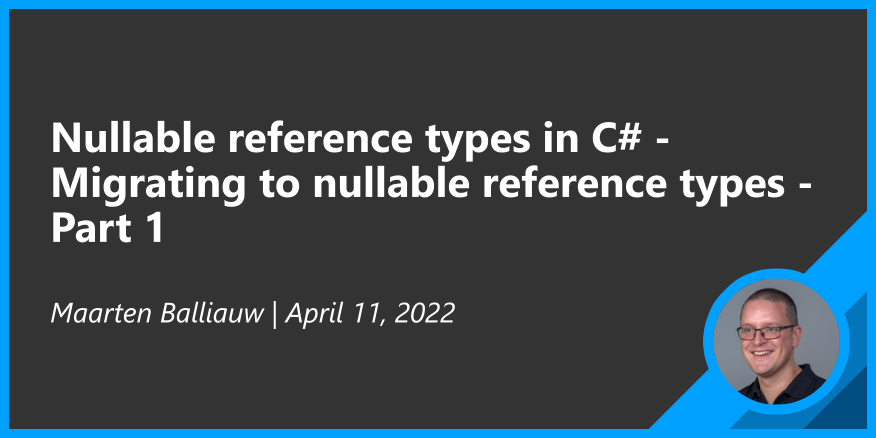 Nullable reference types in C# -
Migrating to nullable reference types -
Part 1
Maarten Balliauw | April 11, 2022